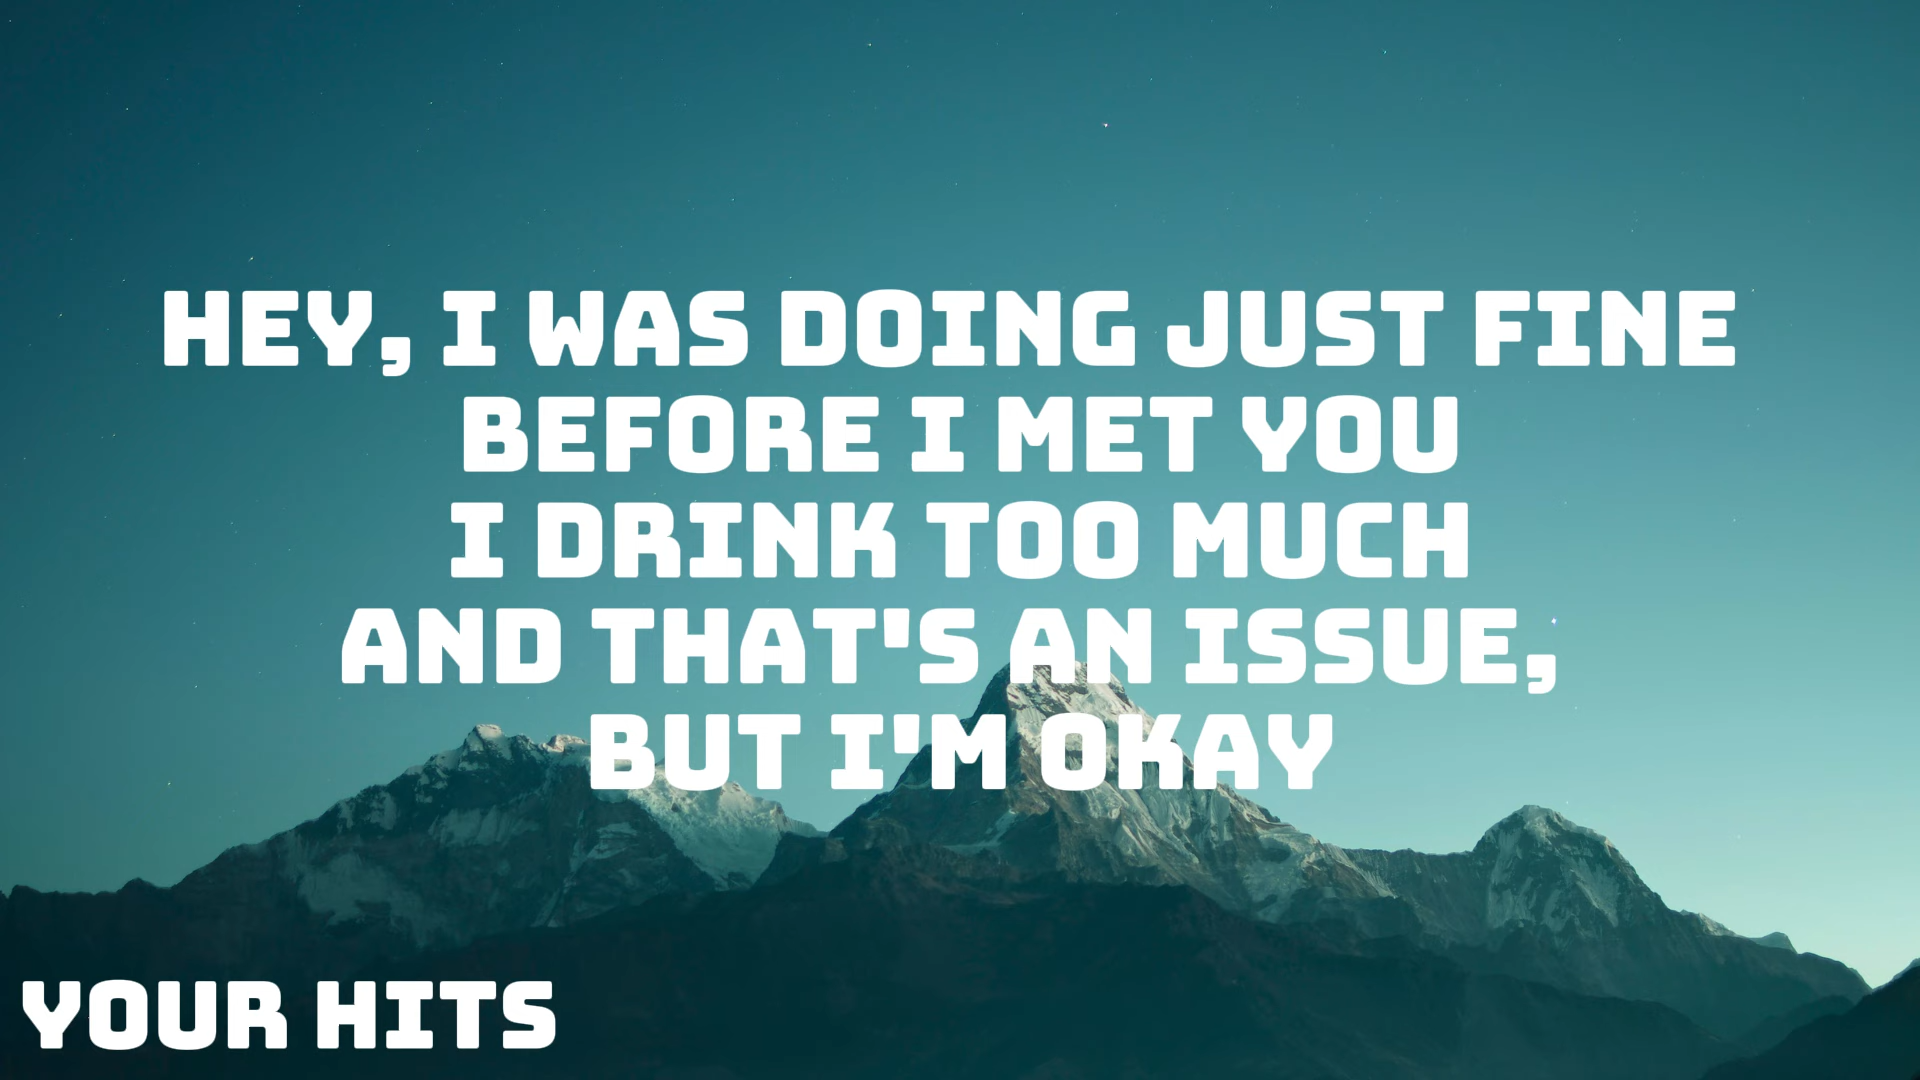 HEY, I WAS DOING JUST FINE
BEFORE I MET YOU
I DRINK TOO MUCH
AND THAT'S AN ISSUE,
BUT I'M OKAY
YOUR HITS